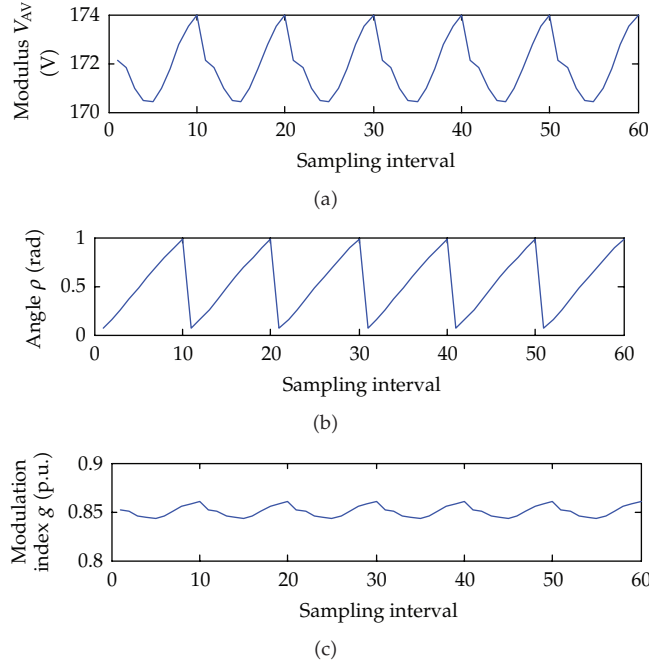 174
172
170
Modulus V_AV
(V)
0 10 20 30 40 50 60
Sampling interval
(a)
1
0.5
0
Angle ρ (rad)
0 10 20 30 40 50 60
Sampling interval
(b)
0.9
0.85
0.8
Modulation
index g (p.u.)
0 10 20 30 40 50 60
Sampling interval
(c)